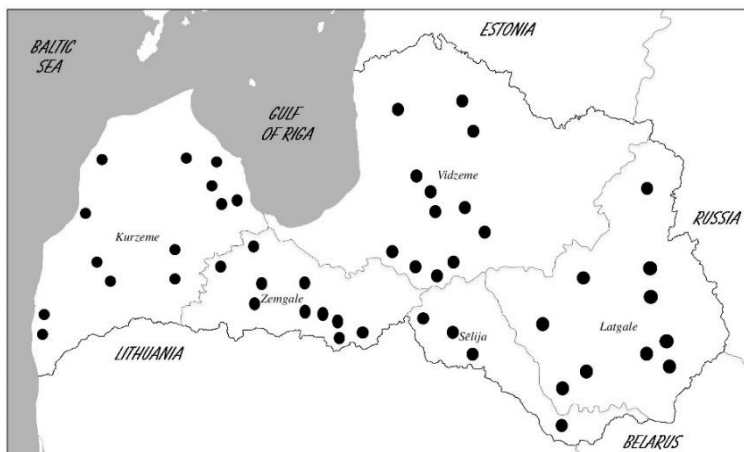 ESTONIA
BALTIC
SEA
GULF
OF RIGA
Vidzeme
RUSSIA
Kurzeme
Zemgale
Latgale
Sēlija
LITHUANIA
BELARUS